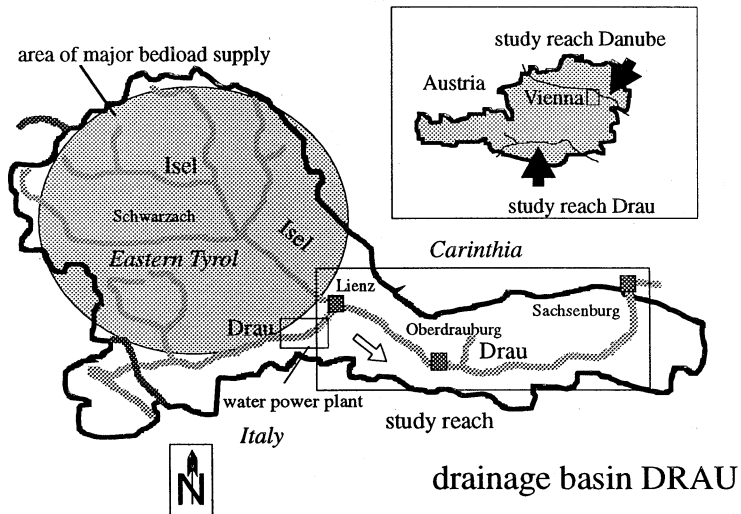 area of major bedload supply
study reach Danube
Austria
Vienna
study reach Drau
Isel
Schwarzach
Isel
Eastern Tyrol
Carinthia
Lienz
Sachsenburg
Drau
Oberdrauburg
Drau
water power plant
study reach
Italy
N
drainage basin DRAU